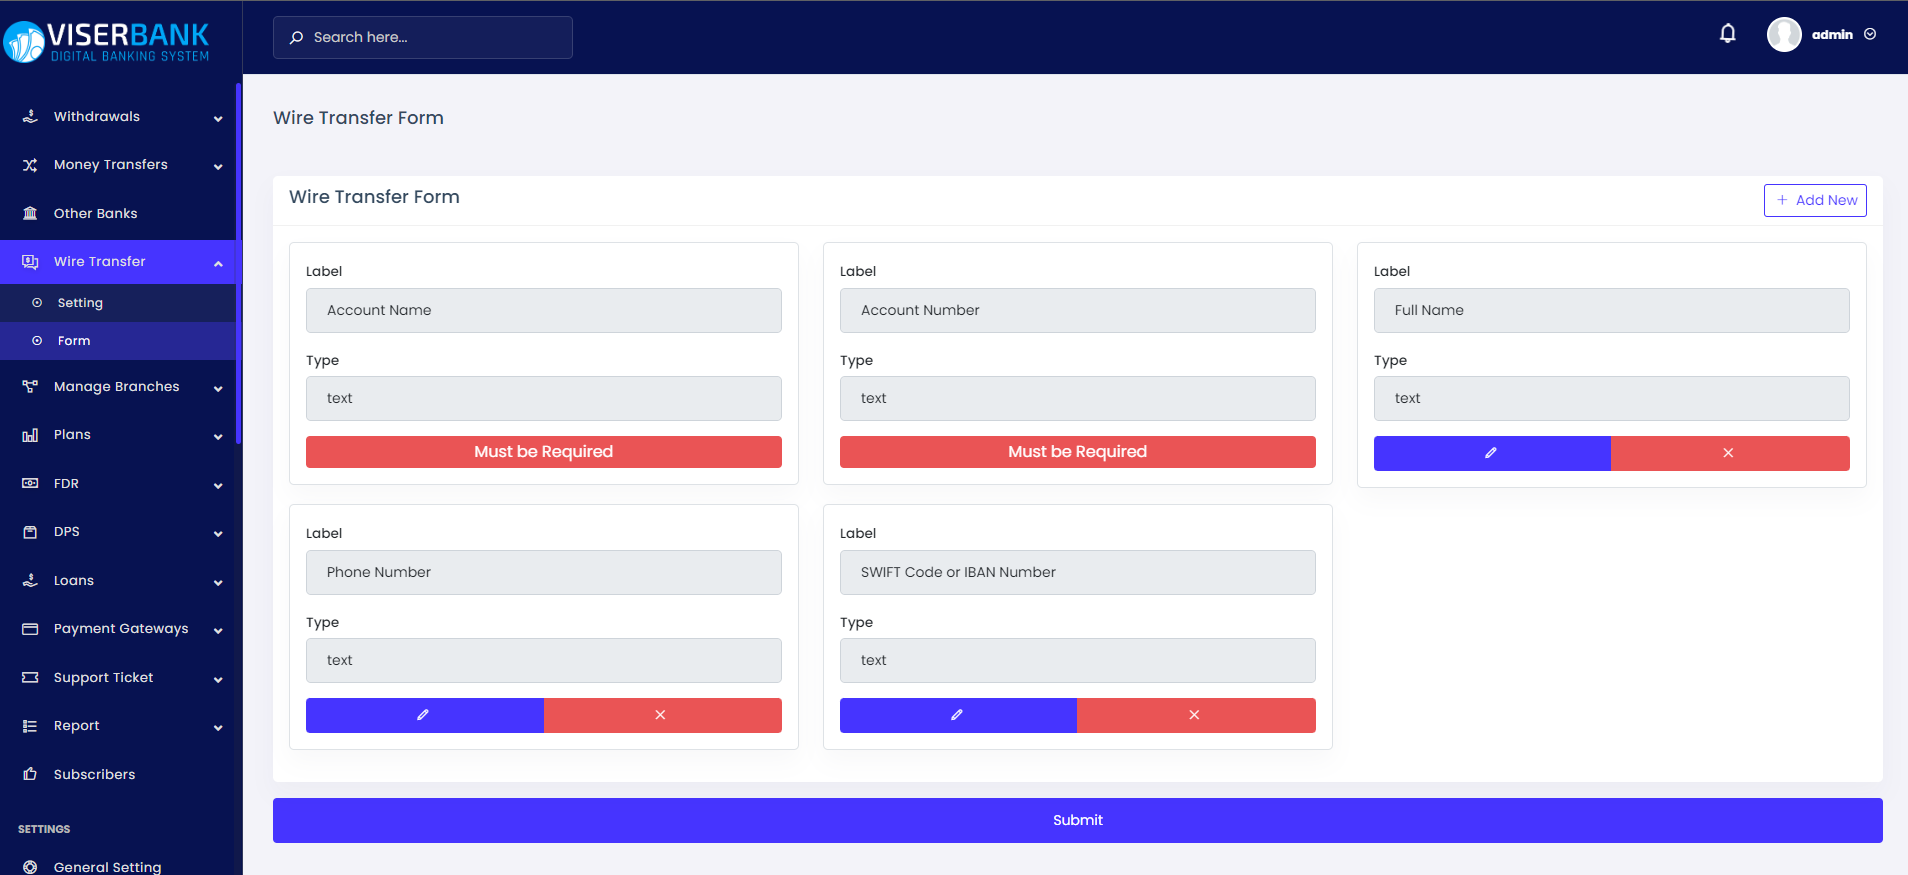 VISERBANK
DIGITAL BANKING SYSTEM
Search here...
admin
Withdrawals
Money Transfers
Other Banks
Wire Transfer
Setting
Form
Manage Branches
Plans
FDR
DPS
Loans
Payment Gateways
Support Ticket
Report
Subscribers
SETTINGS
General Setting
Wire Transfer Form
Wire Transfer Form
Add New
Label
Account Name
Type
text
Must be Required
Label
Account Number
Type
text
Must be Required
Label
Full Name
Type
text
Label
Phone Number
Type
text
Label
SWIFT Code or IBAN Number
Type
text
Submit